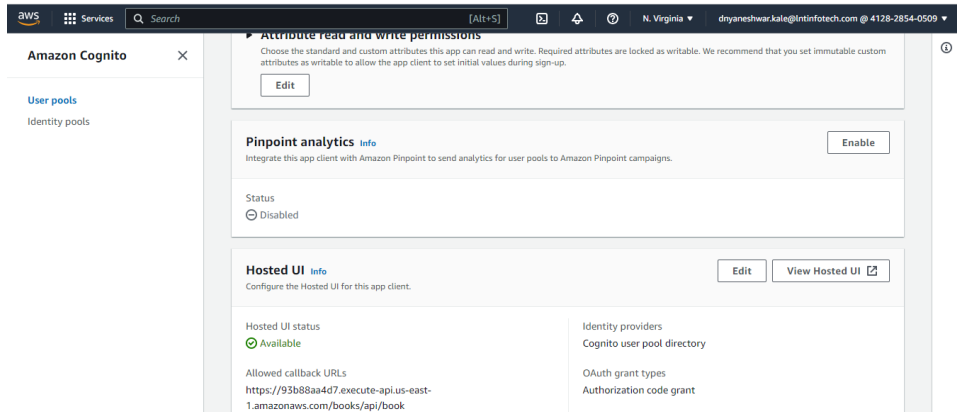 aws Services Search [Alt+S] N. Virginia ▼ dnyaneshwar.kale@lntinfotech.com @ 4128-2854-0509 ▼
Amazon Cognito
User pools
Identity pools
Attribute read and write permissions
Choose the standard and custom attributes this app can read and write. Required attributes are locked as writable. We recommend that you set immutable custom
attributes as writable to allow the app client to set initial values during sign-up.
Edit
Pinpoint analytics Info
Enable
Integrate this app client with Amazon Pinpoint to send analytics for user pools to Amazon Pinpoint campaigns.
Status
Disabled
Hosted UI Info
Edit
View Hosted UI
Configure the Hosted UI for this app client.
Hosted UI status
Available
Identity providers
Cognito user pool directory
Allowed callback URLs
https://93b88aa4d7.execute-api.us-east-
1.amazonaws.com/books/api/book
OAuth grant types
Authorization code grant